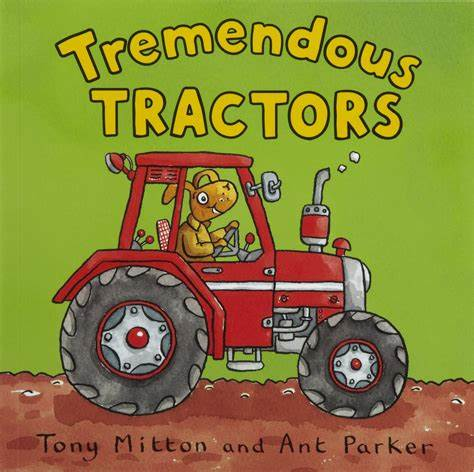 Tremendous
TRACTORS
Tony Mitton and Ant Parker